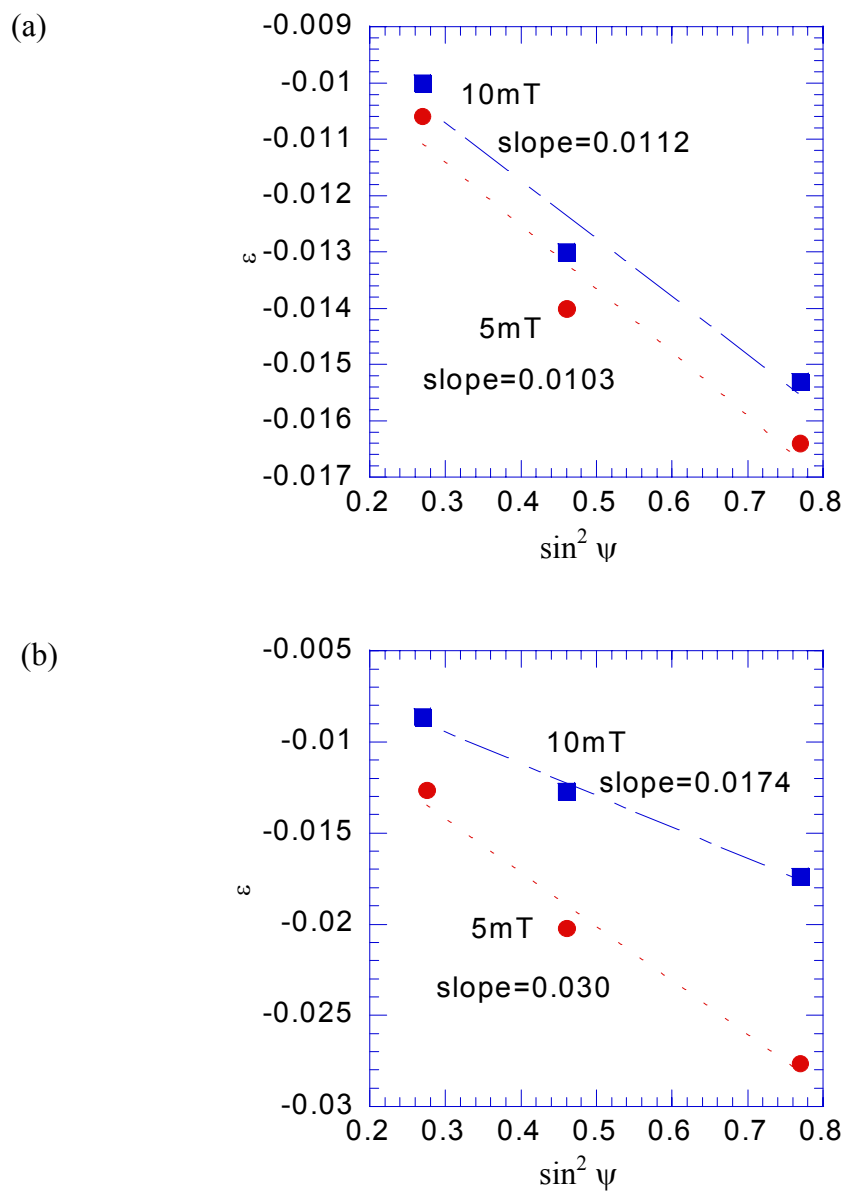 (a)
-0.009
-0.01
-0.011
-0.012
-0.013
-0.014
-0.015
-0.016
-0.017
ε
10mT
slope=0.0112
5mT
slope=0.0103
0.2 0.3 0.4 0.5 0.6 0.7 0.8
sin² ψ
(b)
-0.005
-0.01
-0.015
-0.02
-0.025
-0.03
ε
10mT
slope=0.0174
5mT
slope=0.030
0.2 0.3 0.4 0.5 0.6 0.7 0.8
sin² ψ